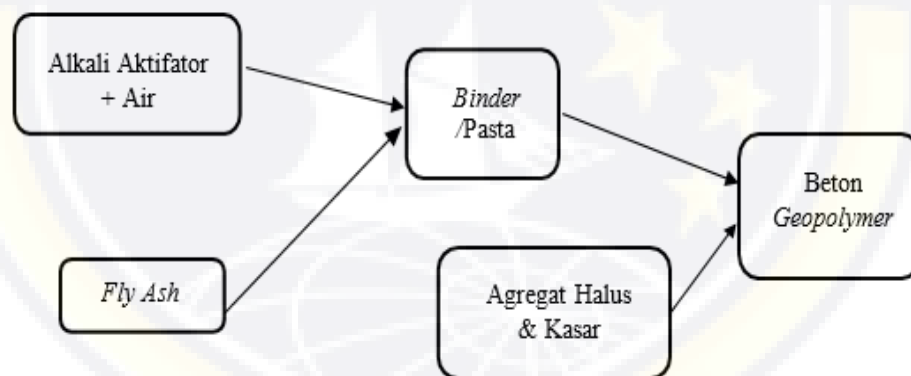 Alkali Aktifator
+ Air
Binder
/Pasta
Fly Ash
Agregat Halus
& Kasar
Beton
Geopolymer